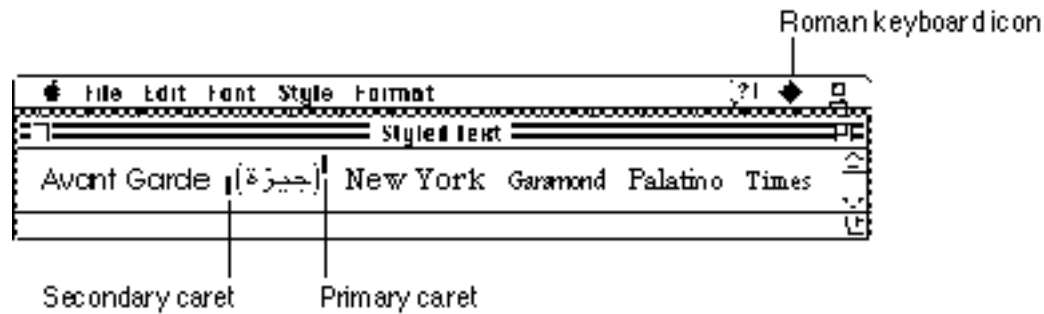 Roman keyboard icon
File Edit Font Style Format
Styled Text
Avant Garde (جيزة) New York Garamond Palatino Times
Secondary caret Primary caret